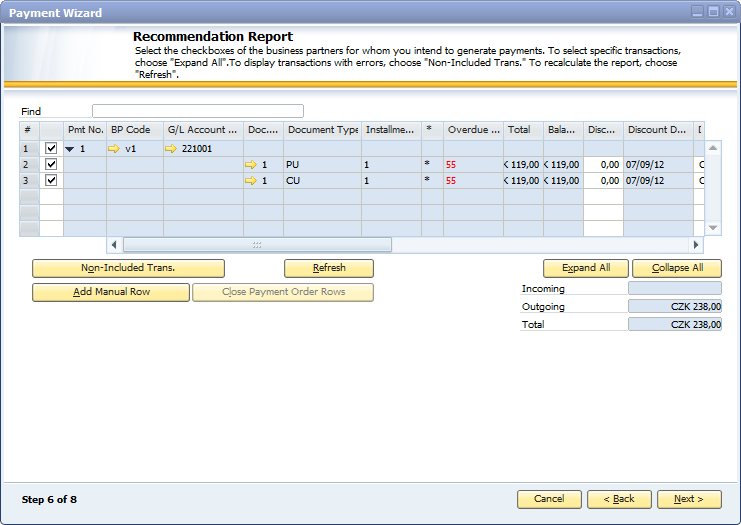 Payment Wizard
Recommendation Report
Select the checkboxes of the business partners for whom you intend to generate payments. To select specific transactions,
choose "Expand All".To display transactions with errors, choose "Non-Included Trans." To recalculate the report, choose
"Refresh".
Find
# Pmt No. BP Code G/L Account ... Doc.... Document Type Installme... * Overdue ... Total Bala... Disc... Discount D...
1 1 v1 221001
2 1 PU 1 * 55 119,00 119,00 0,00 07/09/12
3 1 CU 1 * 55 119,00 119,00 0,00 07/09/12
Non-Included Trans. Refresh Expand All Collapse All
Add Manual Row Close Payment Order Rows
Incoming
Outgoing CZK 238,00
Total CZK 238,00
Step 6 of 8 Cancel < Back Next >